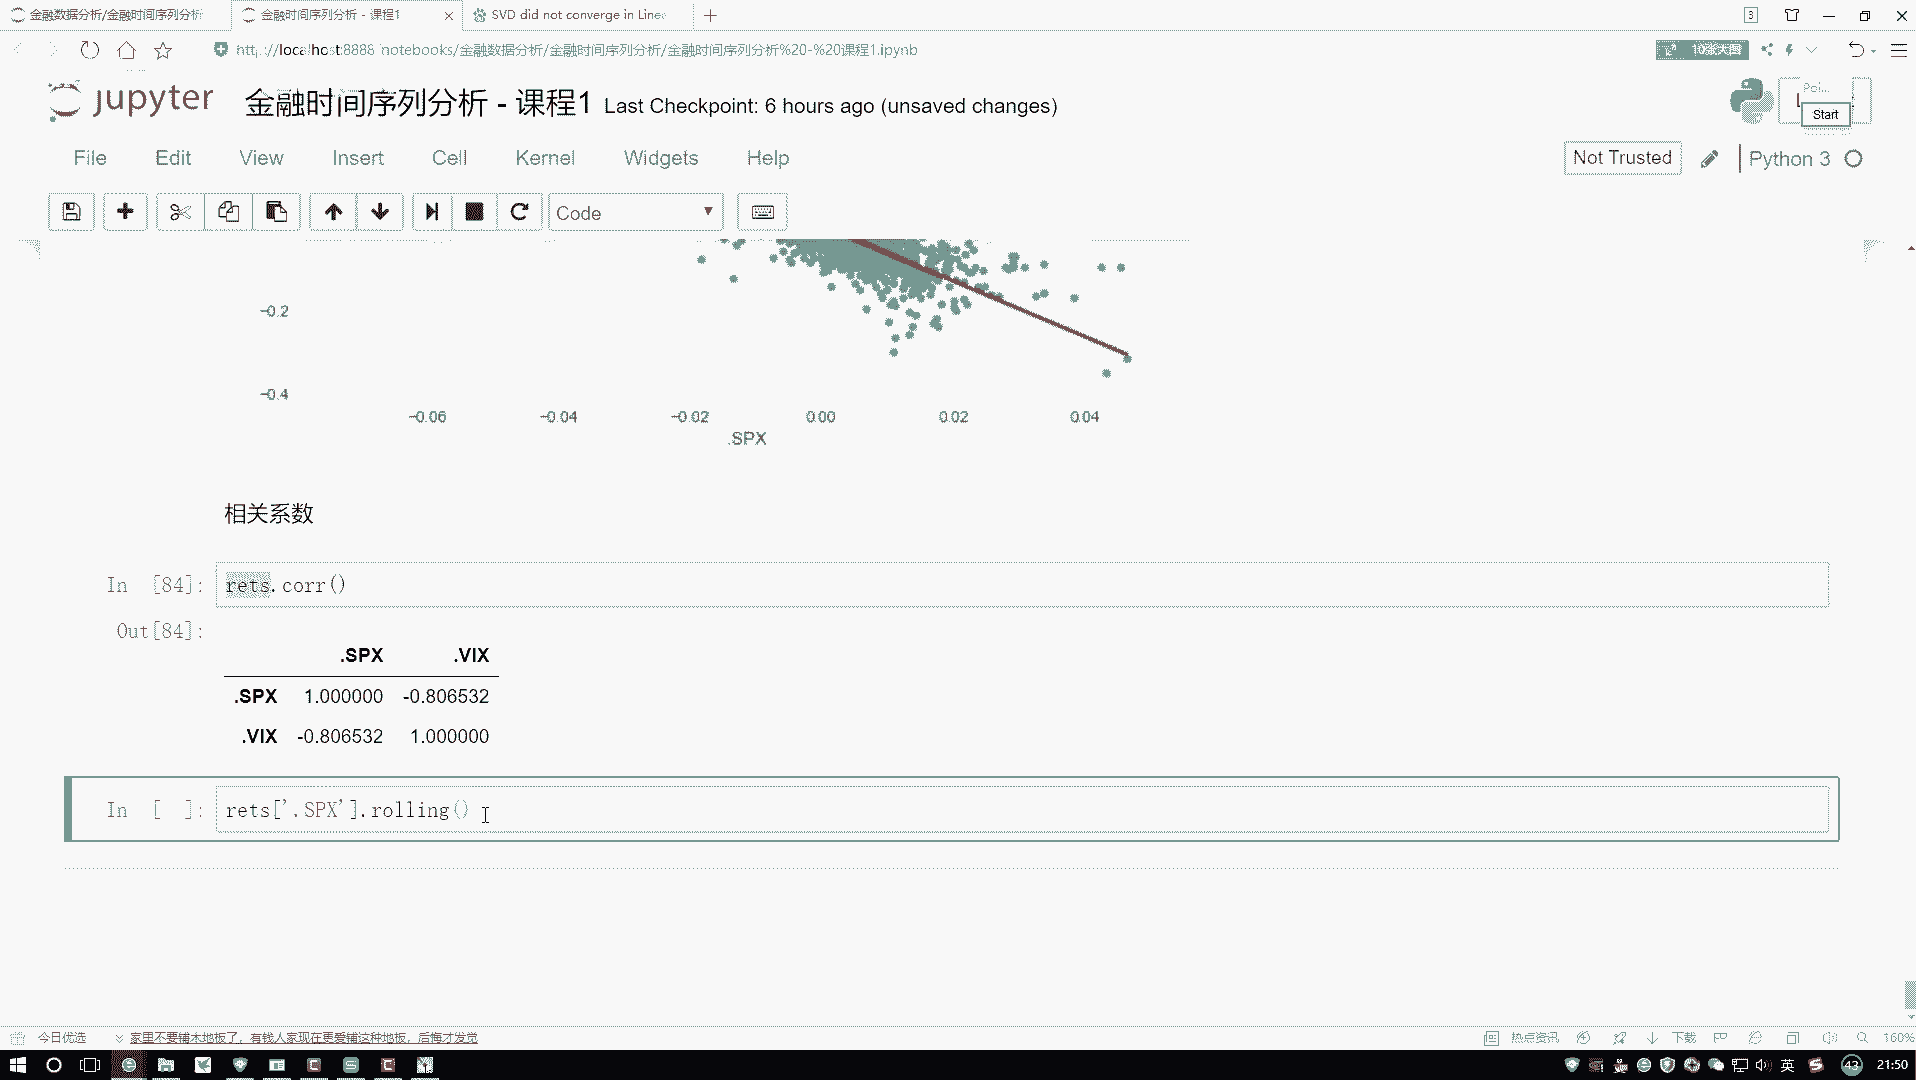 金融数据分析/金融时间序列分析
金融时间序列分析 - 课程1
SVD did not converge in Line
3
http://localhost:8888/notebooks/金融数据分析/金融时间序列分析/金融时间序列分析%20-%20课程1.ipynb
10张大图
jupyter
金融时间序列分析 - 课程1 Last Checkpoint: 6 hours ago (unsaved changes)
Poi...
Start
File Edit View Insert Cell Kernel Widgets Help
Not Trusted
Python 3
Code
−0.2
−0.4
−0.06 −0.04 −0.02 0.00 0.02 0.04
.SPX
相关系数
In [84]: rets.corr()
Out[84]:
.SPX .VIX
.SPX 1.000000 -0.806532
.VIX -0.806532 1.000000
In [ ]: rets['.SPX'].rolling()
今日优选
家里不要铺木地板了，有钱人家现在更爱铺这种地板，后悔才发觉
热点资讯
下载
160%
英
43
21:50